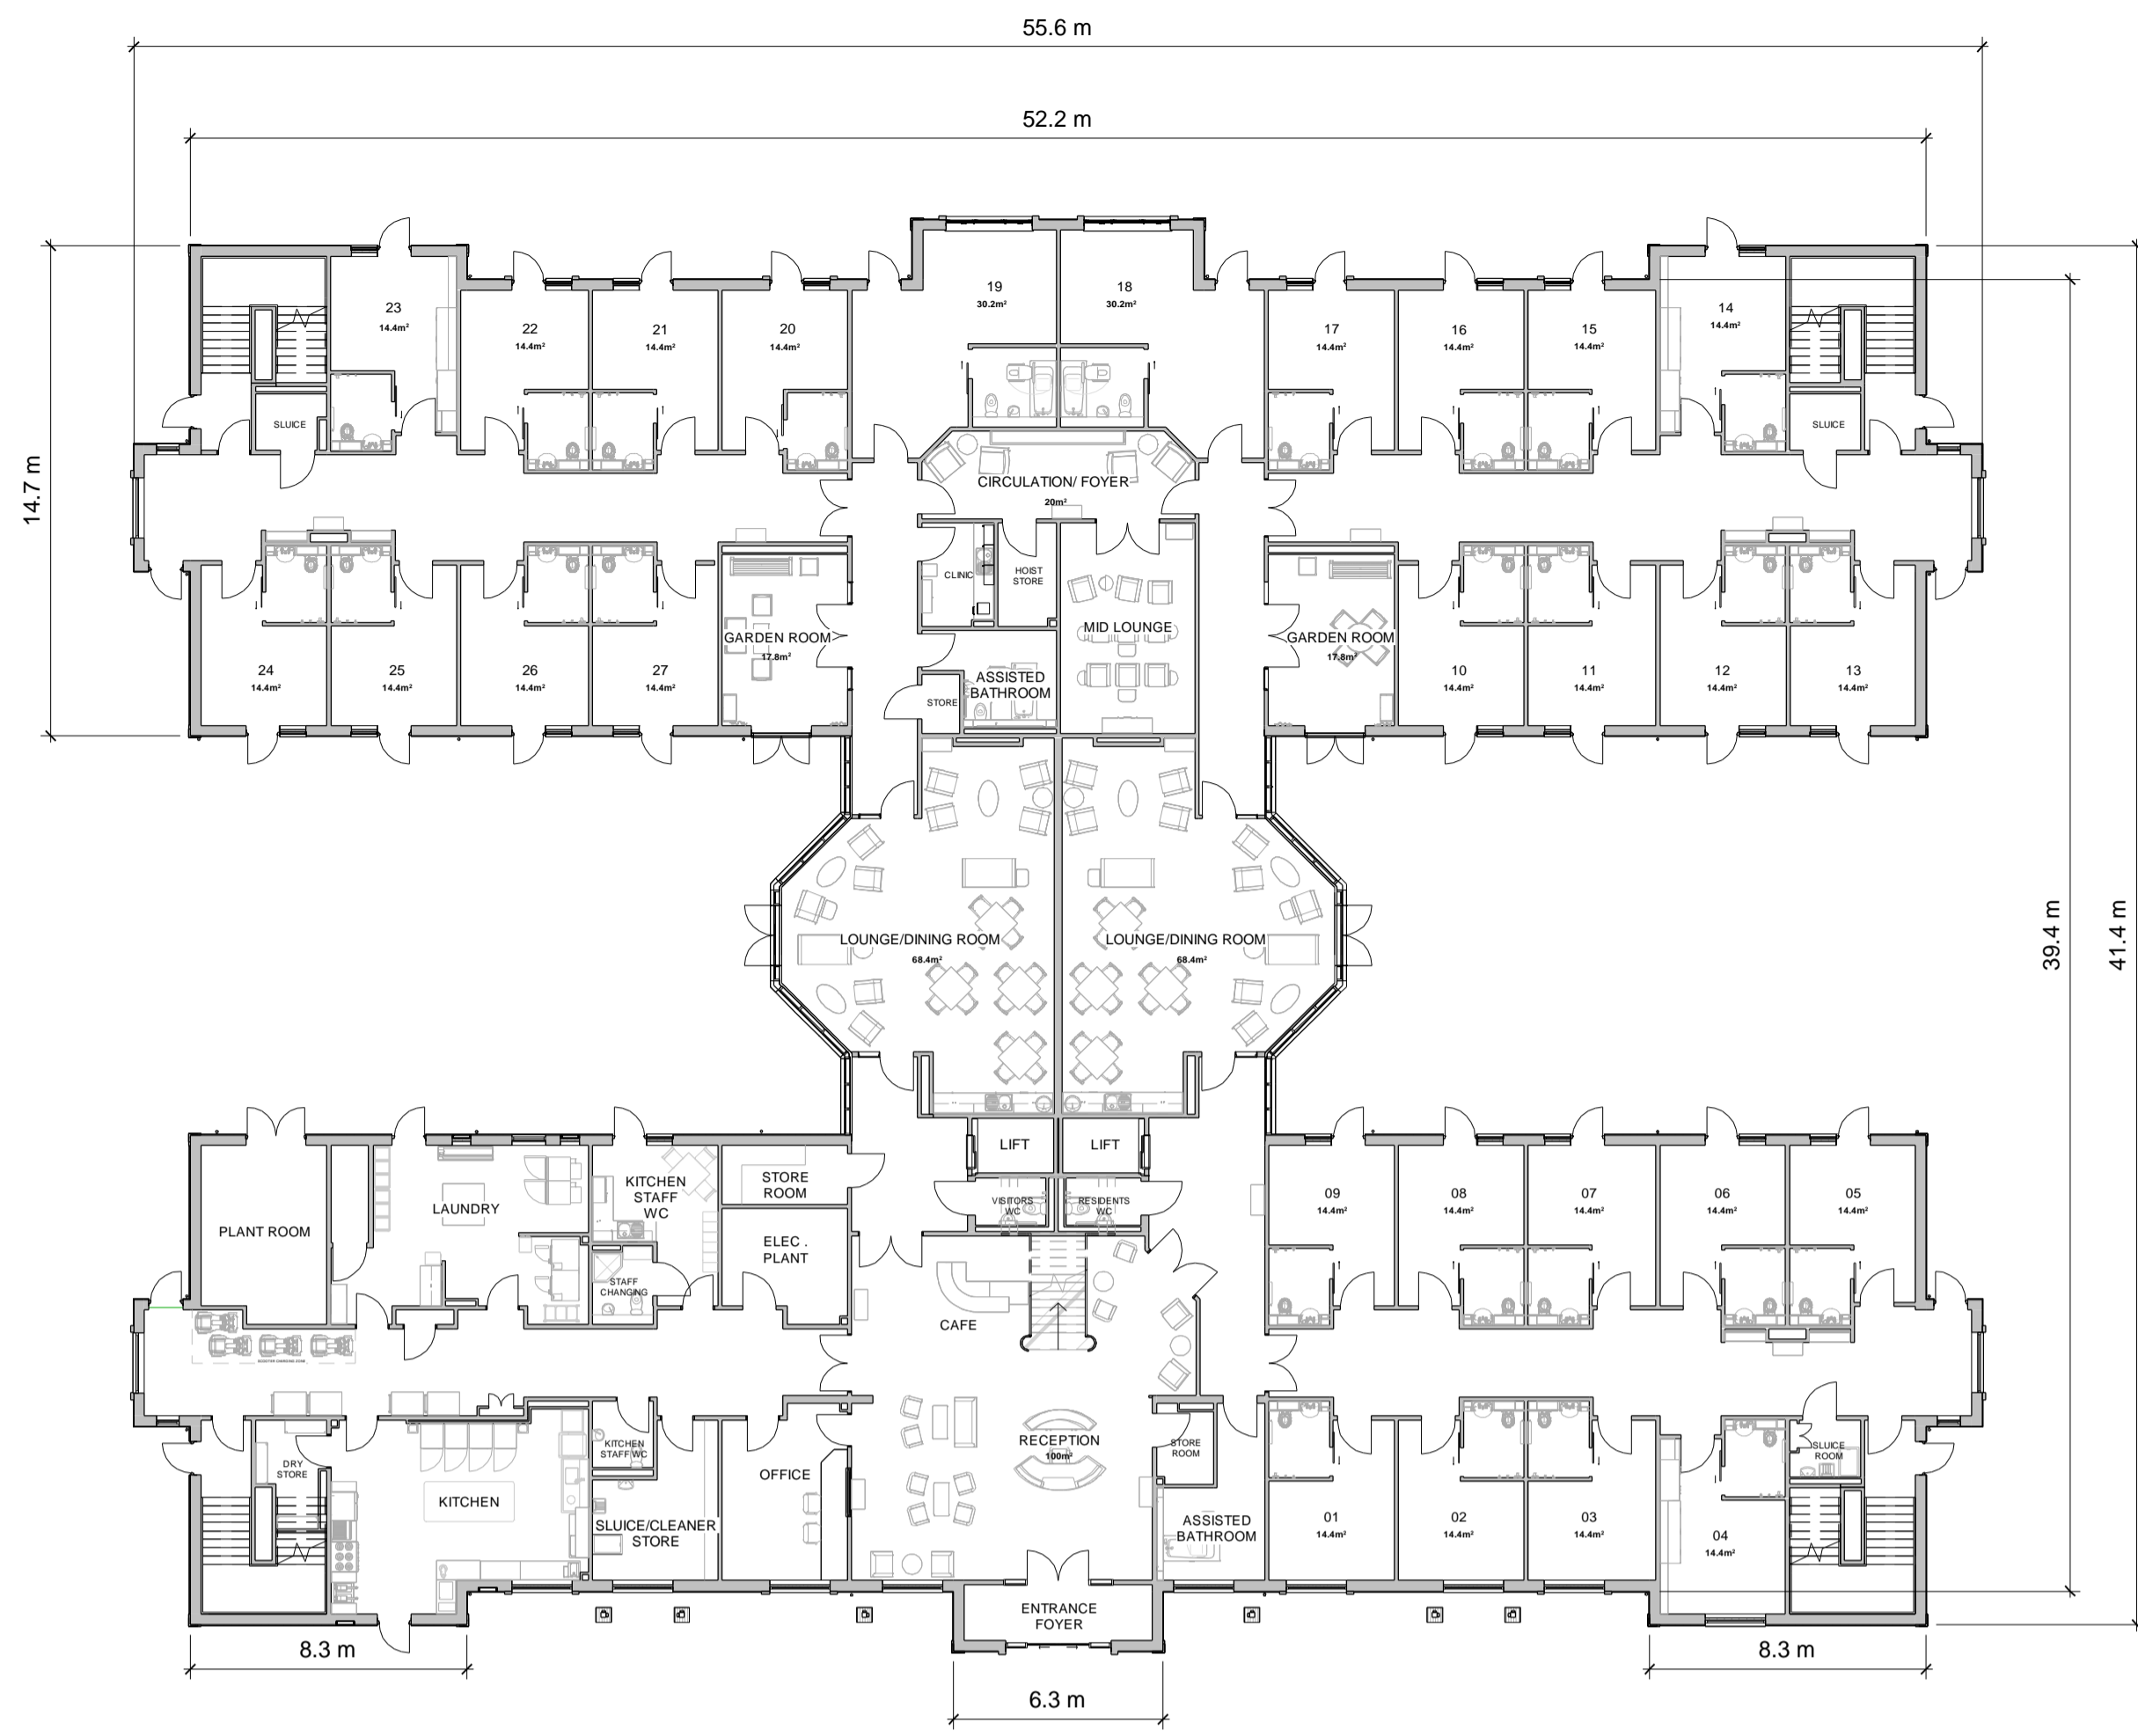 55.6 m
52.2 m
14.7 m
39.4 m
41.4 m
23
14.4m²
22
14.4m²
21
14.4m²
20
14.4m²
19
30.2m²
18
30.2m²
17
14.4m²
16
14.4m²
15
14.4m²
14
14.4m²
SLUICE
SLUICE
CIRCULATION/ FOYER
20m²
CLINIC
HOIST
STORE
MID LOUNGE
GARDEN ROOM
17.8m²
GARDEN ROOM
17.8m²
24
14.4m²
25
14.4m²
26
14.4m²
27
14.4m²
ASSISTED
BATHROOM
STORE
10
14.4m²
11
14.4m²
12
14.4m²
13
14.4m²
LOUNGE/DINING ROOM
68.4m²
LOUNGE/DINING ROOM
68.4m²
LIFT
LIFT
VISITORS
WC
RESIDENTS
WC
PLANT ROOM
LAUNDRY
KITCHEN
STAFF
WC
STORE
ROOM
ELEC .
PLANT
STAFF
CHANGING
09
14.4m²
08
14.4m²
07
14.4m²
06
14.4m²
05
14.4m²
CAFE
SCOOTER CHARGING ZONE
DRY
STORE
KITCHEN
KITCHEN
STAFF WC
SLUICE/CLEANER
STORE
OFFICE
RECEPTION
100m²
STORE
ROOM
ASSISTED
BATHROOM
01
14.4m²
02
14.4m²
03
14.4m²
04
14.4m²
SLUICE
ROOM
ENTRANCE
FOYER
8.3 m
6.3 m
8.3 m